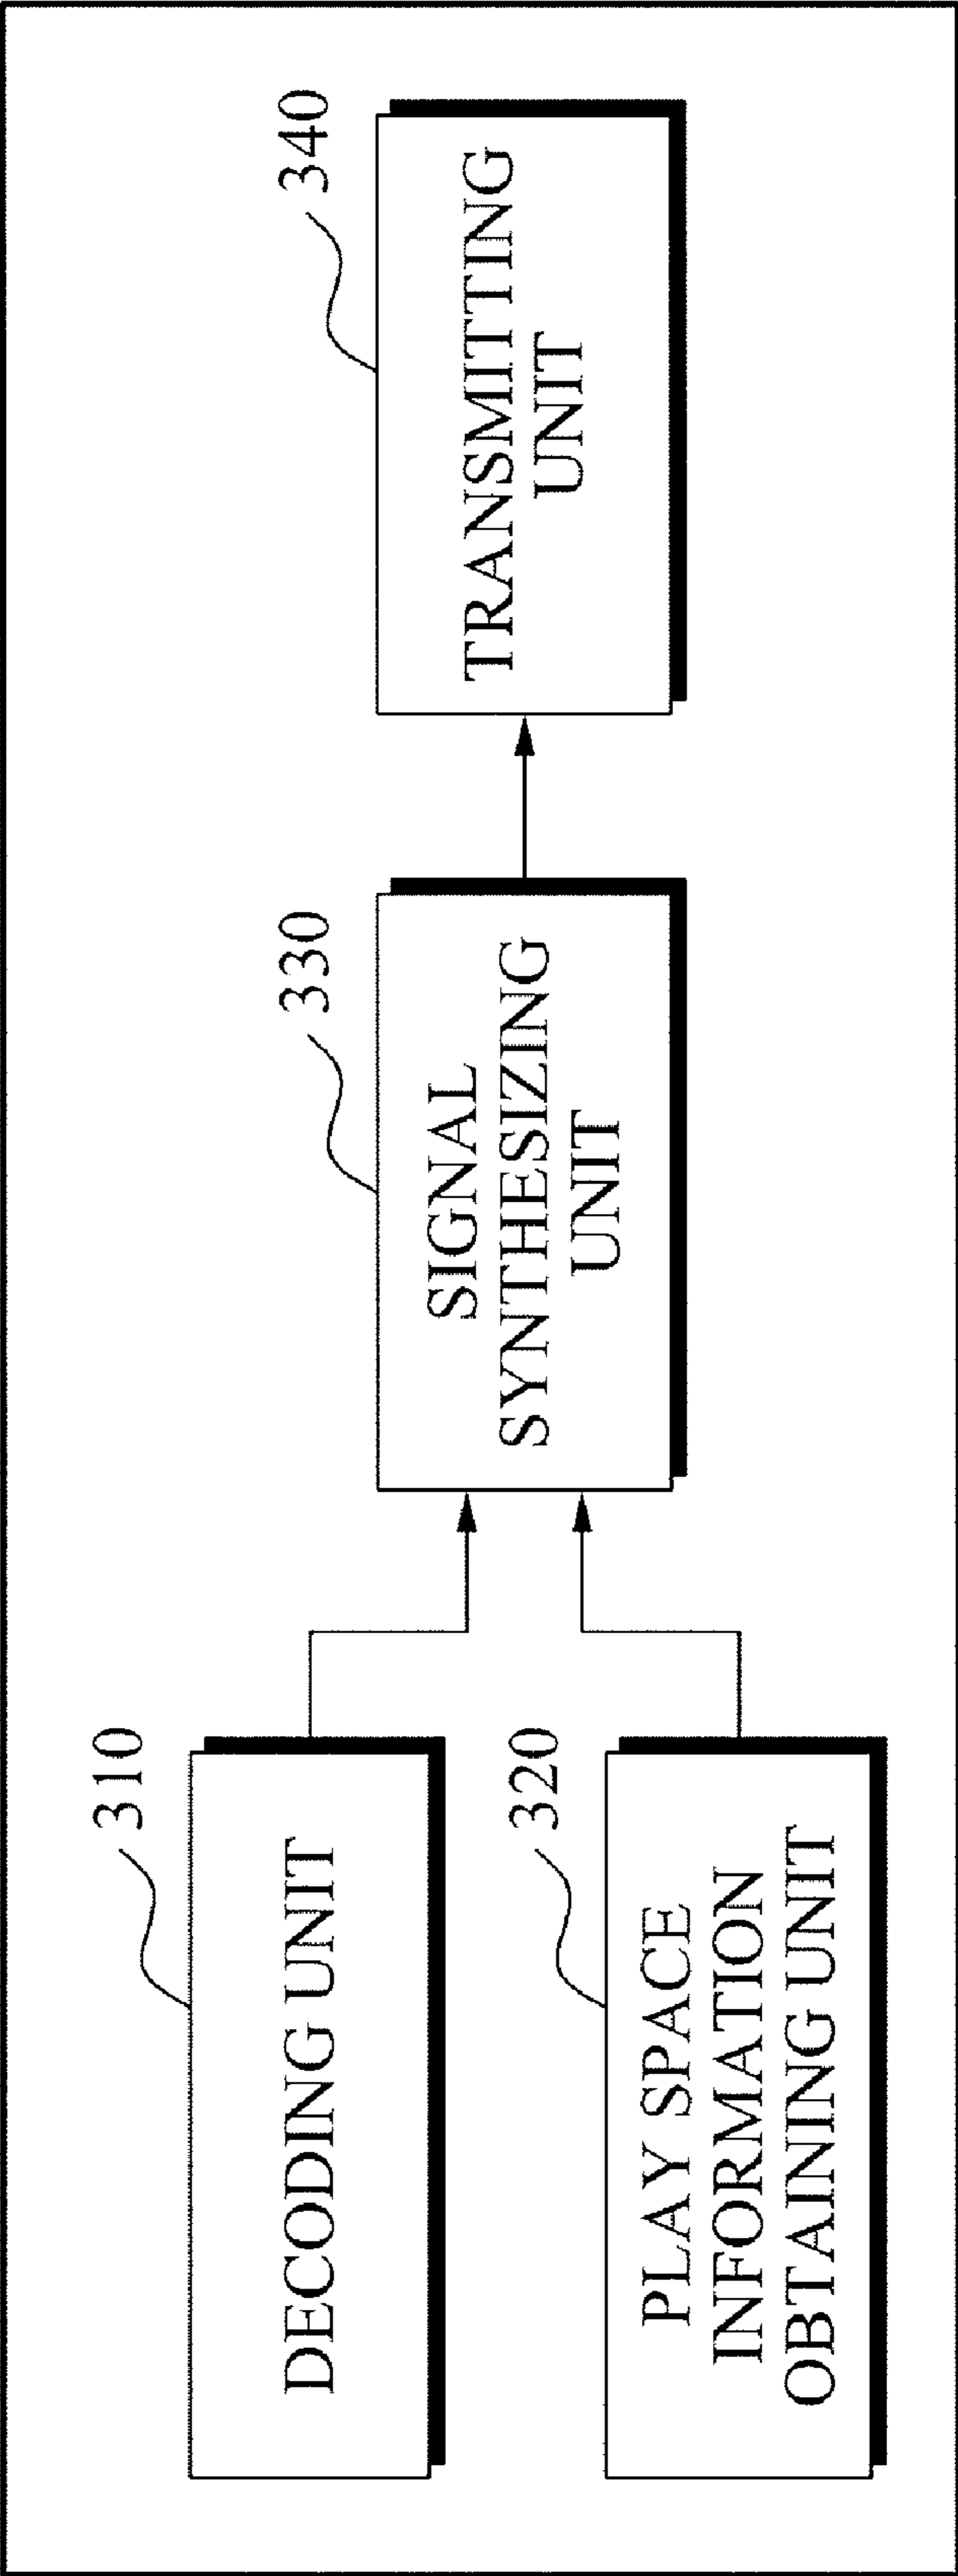 310
DECODING UNIT
320
PLAY SPACE
INFORMATION
OBTAINING UNIT
330
SIGNAL
SYNTHESIZING
UNIT
340
TRANSMITTING
UNIT